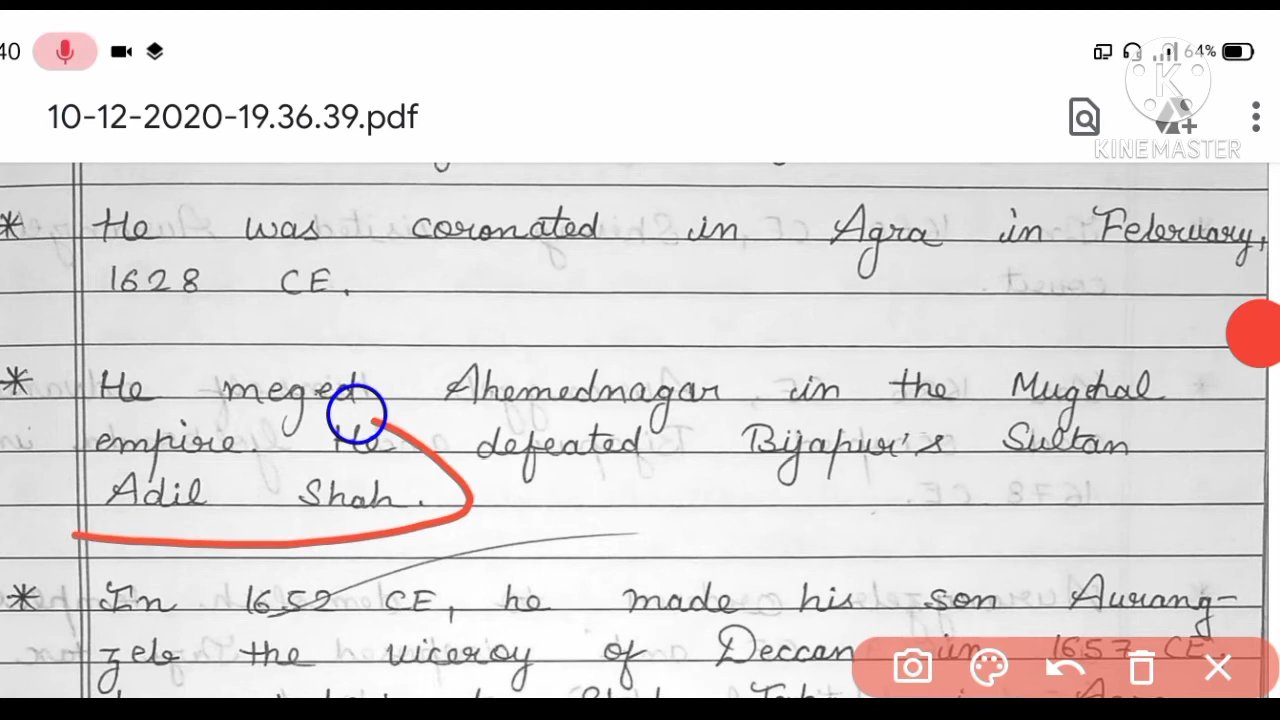 40
64%
10-12-2020-19.36.39.pdf
KINEMASTER
* He was coronated in Agra in February,
1628 CE.
* He meged Ahemednagar in the Mughal
empire. He defeated Bijapur's Sultan
Adil Shah.
* In 1652 CE, he made his son Aurang-
zeb the viceroy of Deccan in 1657 CE.